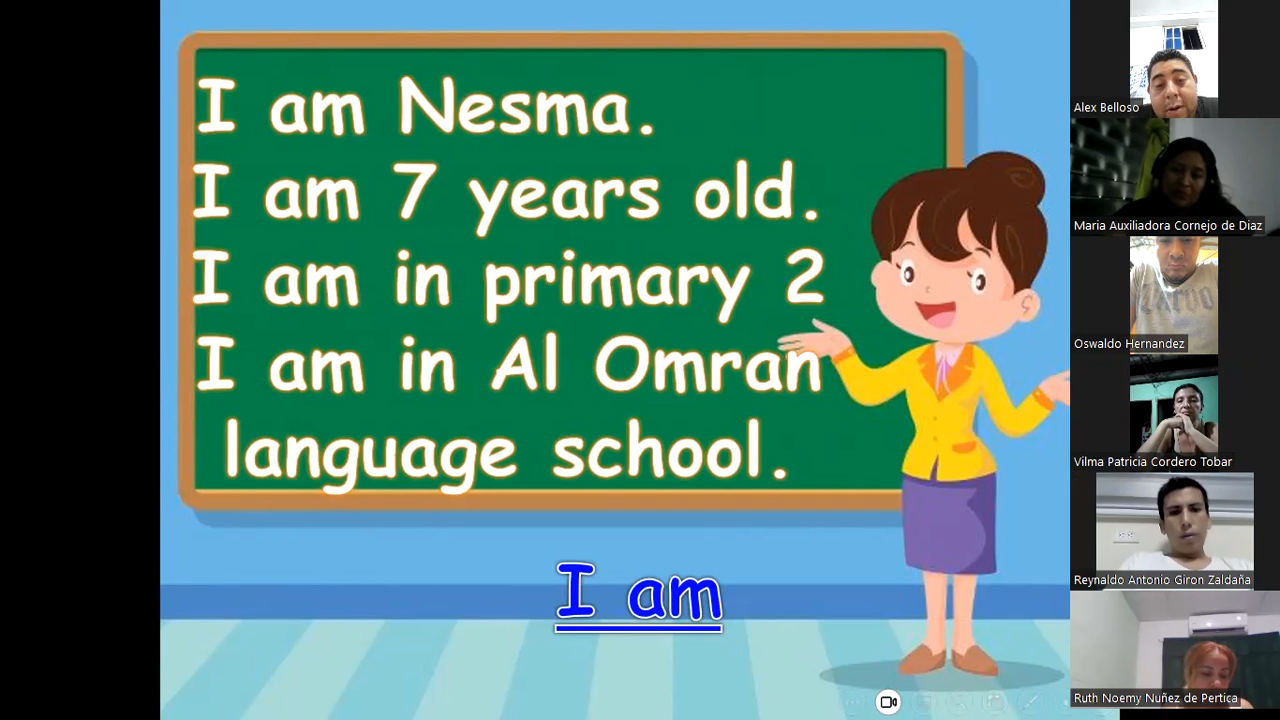 I am Nesma.
I am 7 years old.
I am in primary 2
I am in Al Omran
language school.
I am
Alex Belloso
Maria Auxiliadora Cornejo de Diaz
Oswaldo Hernandez
Vilma Patricia Cordero Tobar
Reynaldo Antonio Giron Zaldaña
Ruth Noemy Nuñez de Pertica